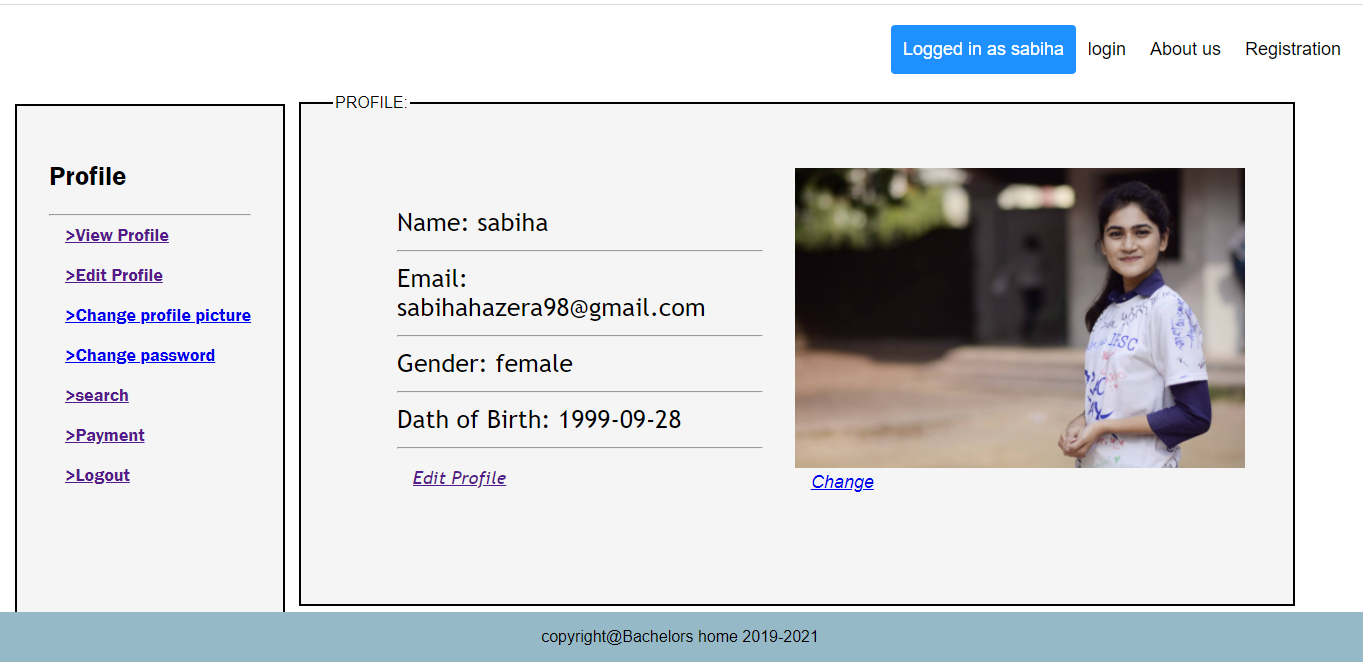 Logged in as sabiha login About us Registration
PROFILE:
Profile
>View Profile
>Edit Profile
>Change profile picture
>Change password
>search
>Payment
>Logout
Name: sabiha
Email:
sabihahazera98@gmail.com
Gender: female
Dath of Birth: 1999-09-28
Edit Profile
Change
copyright@Bachelors home 2019-2021